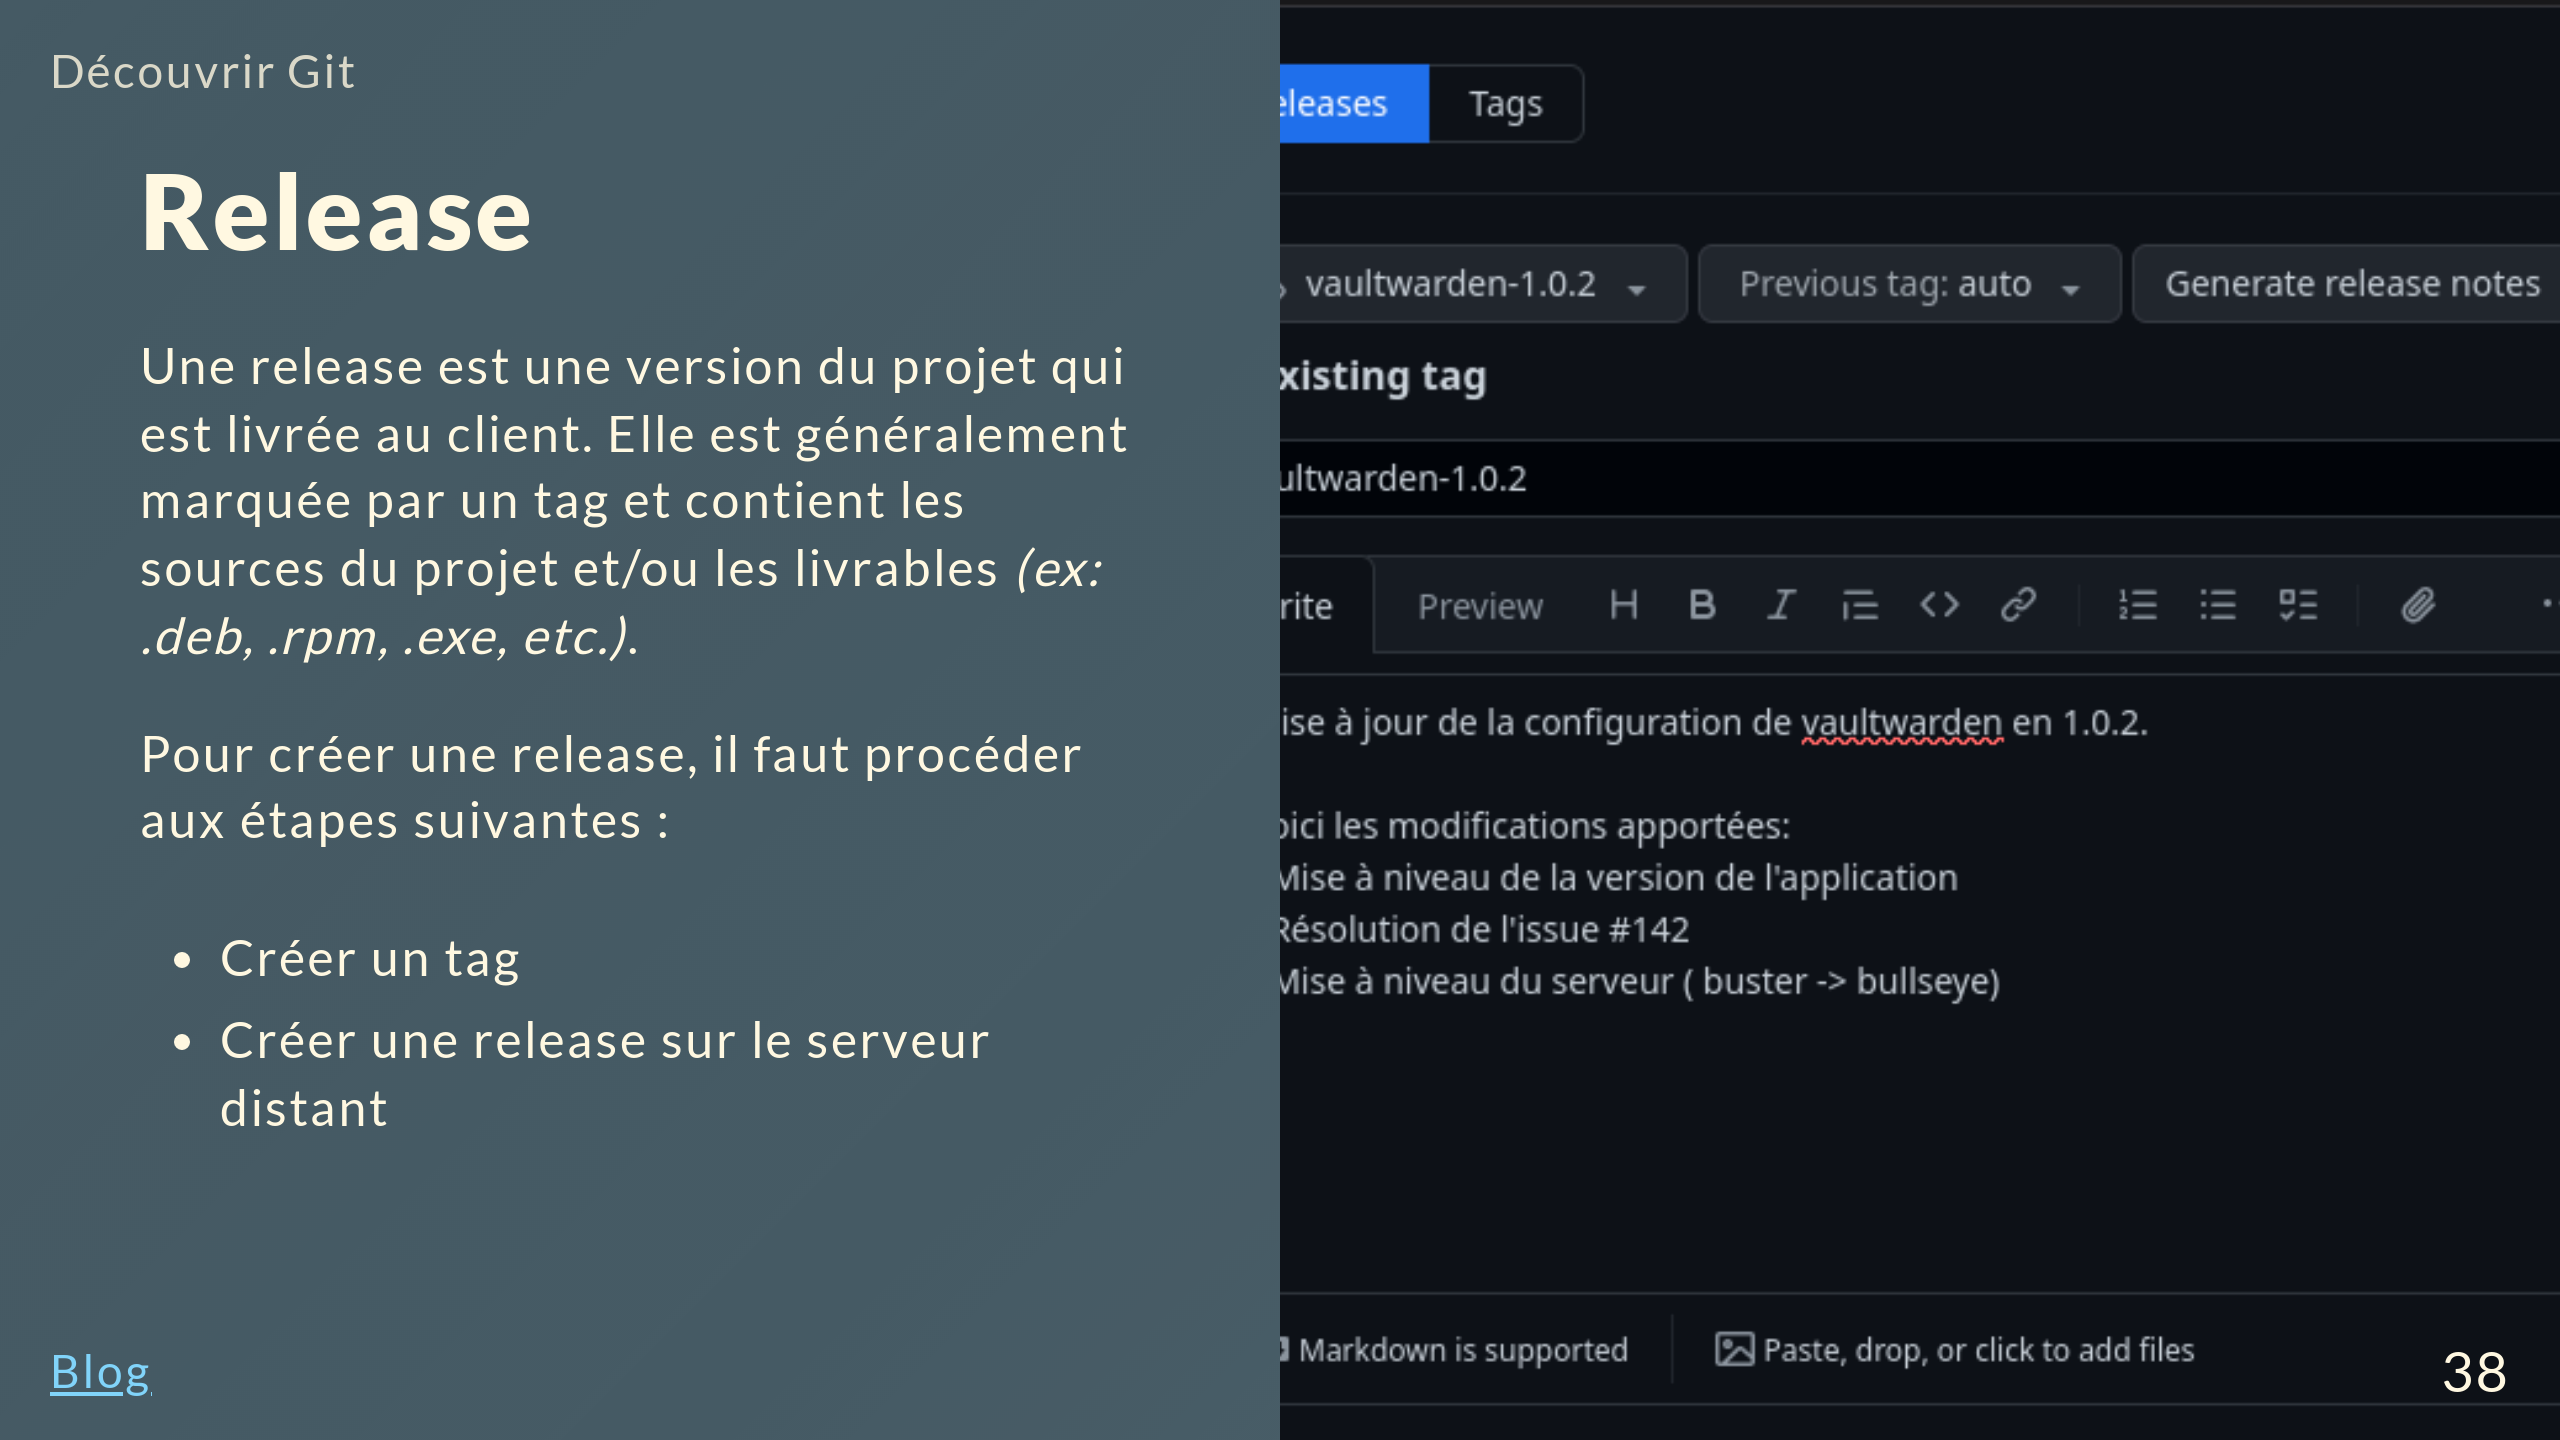 Découvrir Git
Release
Une release est une version du projet qui
est livrée au client. Elle est généralement
marquée par un tag et contient les
sources du projet et/ou les livrables (ex:
.deb, .rpm, .exe, etc.).
Pour créer une release, il faut procéder
aux étapes suivantes :
• Créer un tag
• Créer une release sur le serveur
distant
Blog
eleases Tags
vaultwarden-1.0.2 Previous tag: auto Generate release notes
xisting tag
ultwarden-1.0.2
rite Preview
ise à jour de la configuration de vaultwarden en 1.0.2.
oici les modifications apportées:
Mise à niveau de la version de l'application
Résolution de l'issue #142
Mise à niveau du serveur ( buster -> bullseye)
Markdown is supported Paste, drop, or click to add files
38